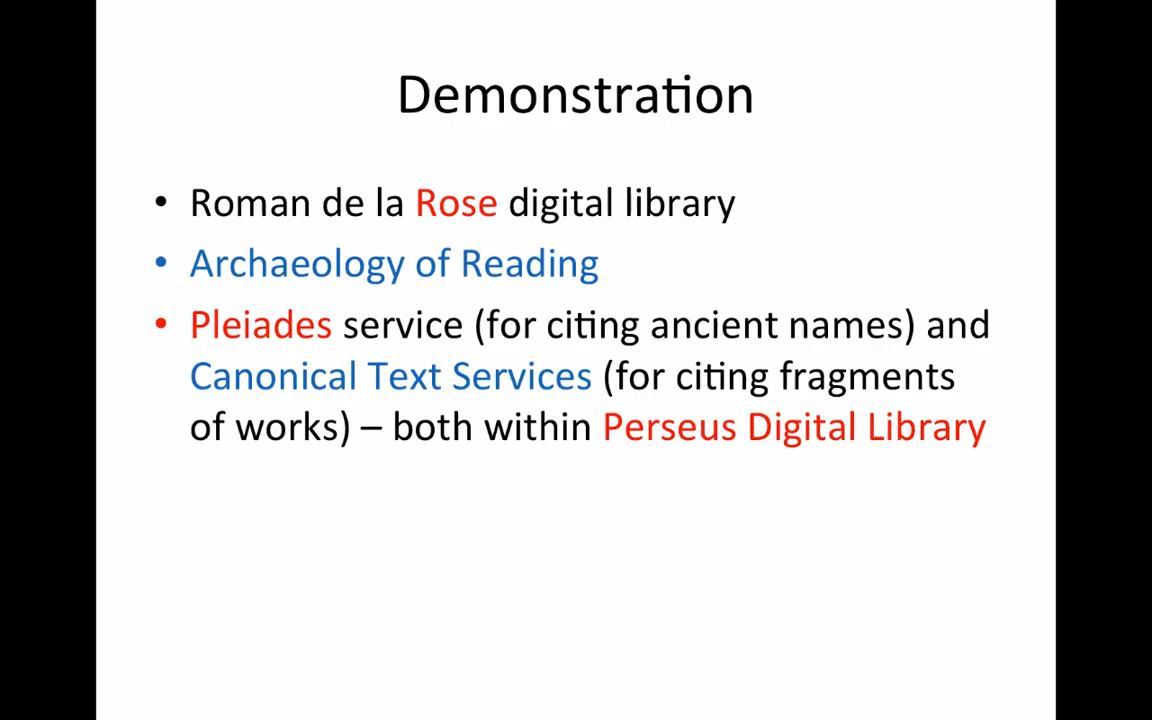 Demonstration
• Roman de la Rose digital library
• Archaeology of Reading
• Pleiades service (for citing ancient names) and
Canonical Text Services (for citing fragments
of works) – both within Perseus Digital Library